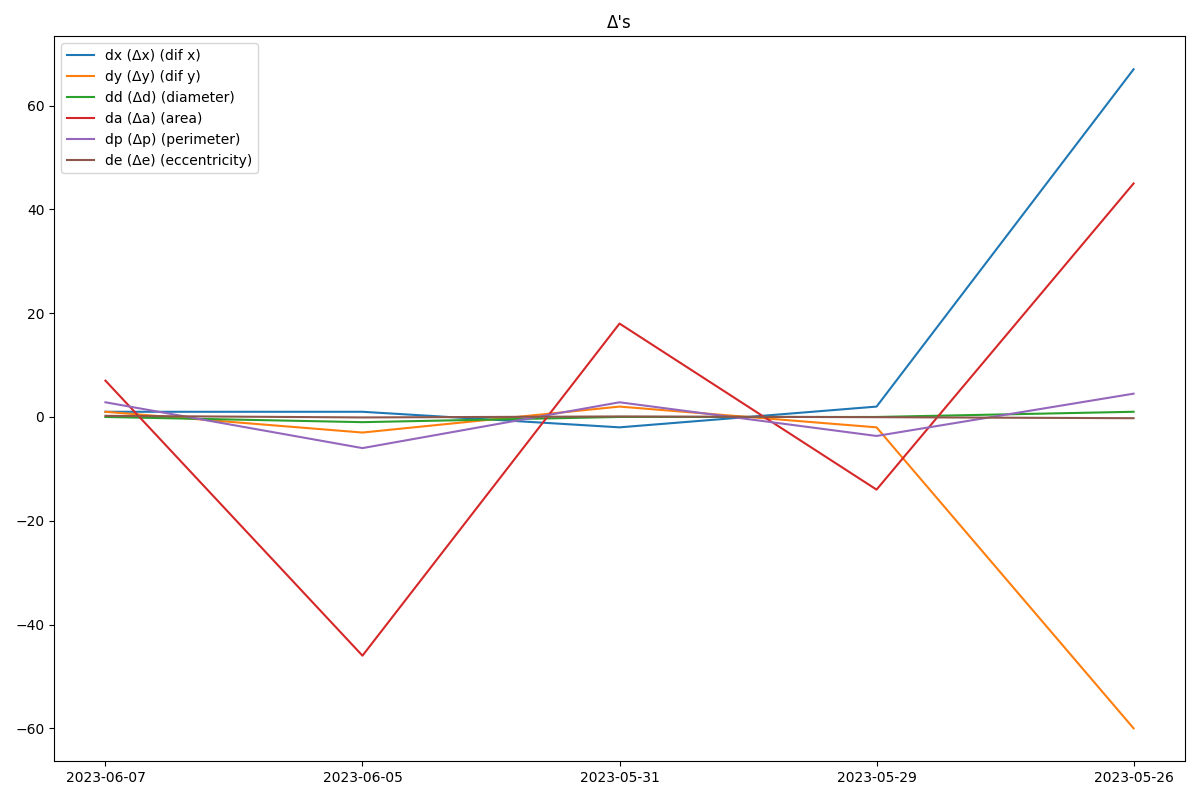 Δ's
dx (Δx) (dif x)
dy (Δy) (dif y)
dd (Δd) (diameter)
da (Δa) (area)
dp (Δp) (perimeter)
de (Δe) (eccentricity)
60
40
20
0
−20
−40
−60
2023-06-07 2023-06-05 2023-05-31 2023-05-29 2023-05-26